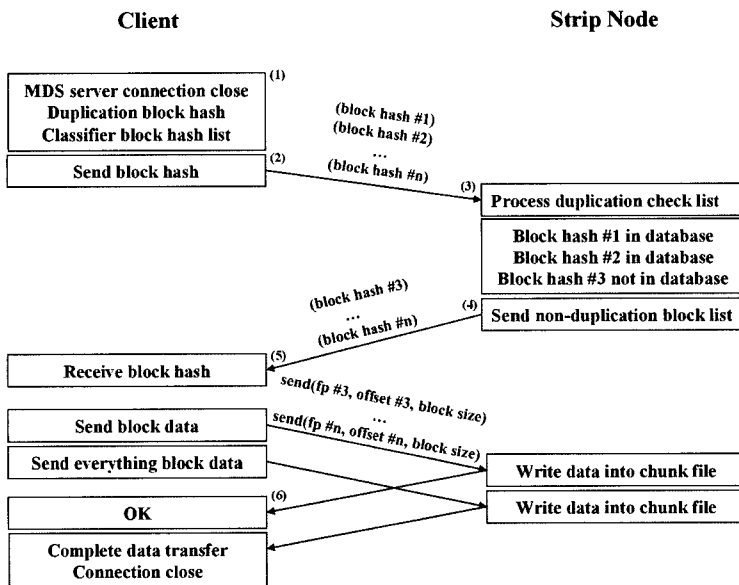 Client
Strip Node
(1)
MDS server connection close
Duplication block hash
Classifier block hash list
(block hash #1)
(block hash #2)
...
(block hash #n)
(2)
Send block hash
(3)
Process duplication check list
Block hash #1 in database
Block hash #2 in database
Block hash #3 not in database
(4)
Send non-duplication block list
(block hash #3)
...
(block hash #n)
(5)
Receive block hash
send(fp #3, offset #3, block size)
...
send(fp #n, offset #n, block size)
Send block data
Send everything block data
Write data into chunk file
Write data into chunk file
(6)
OK
Complete data transfer
Connection close